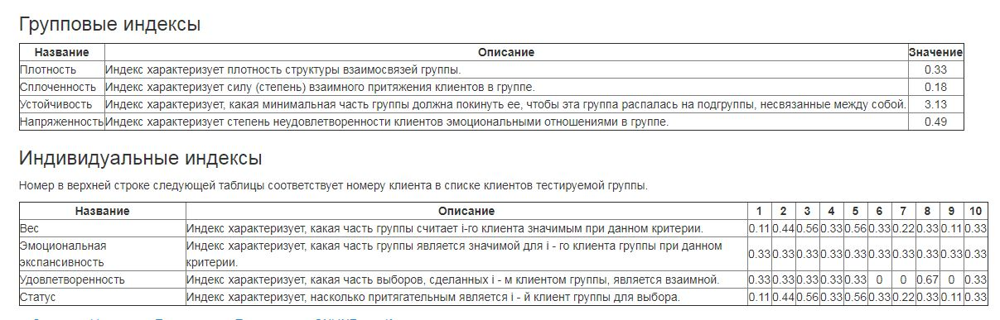 Групповые индексы
Название Описание Значение
Плотность Индекс характеризует плотность структуры взаимосвязей группы. 0.33
Сплоченность Индекс характеризует силу (степень) взаимного притяжения клиентов в группе. 0.18
Устойчивость Индекс характеризует, какая минимальная часть группы должна покинуть ее, чтобы эта группа распалась на подгруппы, несвязанные между собой. 3.13
Напряженность Индекс характеризует степень неудовлетворенности клиентов эмоциональными отношениями в группе. 0.49
Индивидуальные индексы
Номер в верхней строке следующей таблицы соответствует номеру клиента в списке клиентов тестируемой группы.
Название Описание 1 2 3 4 5 6 7 8 9 10
Вес Индекс характеризует, какая часть группы считает i-го клиента значимым при данном критерии. 0.11 0.44 0.56 0.33 0.56 0.33 0.22 0.33 0.11 0.33
Эмоциональная Индекс характеризует, какая часть группы является значимой для i - го клиента группы при данном
экспансивность критерии. 0.33 0.33 0.33 0.33 0.33 0.33 0.33 0.33 0.33 0.33
Удовлетворенность Индекс характеризует, какая часть выборов, сделанных i - м клиентом группы, является взаимной. 0.33 0.33 0.33 0.33 0.33 0 0 0.67 0 0.33
Статус Индекс характеризует, насколько притягательным является i - й клиент группы для выбора. 0.11 0.44 0.56 0.33 0.56 0.33 0.22 0.33 0.11 0.33